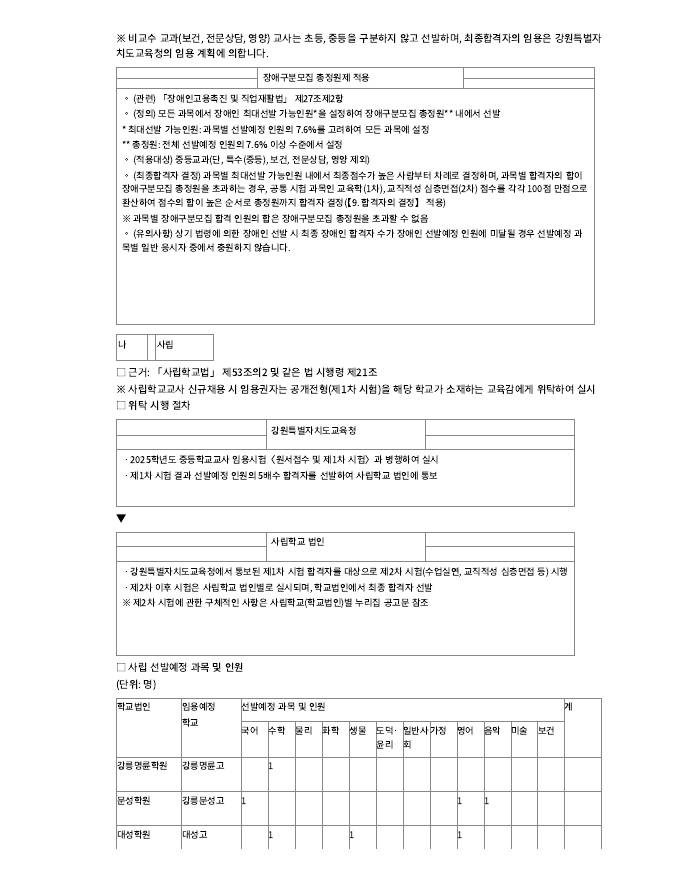 ※ 비교수 교과(보건, 전문상담, 영양) 교사는 초등, 중등을 구분하지 않고 선발하며, 최종합격자의 임용은 강원특별자
치도교육청의 임용 계획에 의합니다.
장애구분모집 총정원제 적용
◦ (관련) 「장애인고용촉진 및 직업재활법」 제27조제2항
◦ (정의) 모든 과목에서 장애인 최대선발 가능인원*을 설정하여 장애구분모집 총정원** 내에서 선발
* 최대선발 가능인원: 과목별 선발예정 인원의 7.6%를 고려하여 모든 과목에 설정
** 총정원: 전체 선발예정 인원의 7.6% 이상 수준에서 설정
◦ (적용대상) 중등교과(단, 특수(중등), 보건, 전문상담, 영양 제외)
◦ (최종합격자 결정) 과목별 최대선발 가능인원 내에서 최종점수가 높은 사람부터 차례로 결정하며, 과목별 합격자의 합이
장애구분모집 총정원을 초과하는 경우, 공통 시험 과목인 교육학(1차), 교직적성 심층면접(2차) 점수를 각각 100점 만점으로
환산하여 점수의 합이 높은 순서로 총정원까지 합격자 결정(【9. 합격자의 결정】 적용)
※ 과목별 장애구분모집 합격 인원의 합은 장애구분모집 총정원을 초과할 수 없음
◦ (유의사항) 상기 법령에 의한 장애인 선발 시 최종 장애인 합격자 수가 장애인 선발예정 인원에 미달될 경우 선발예정 과
목별 일반 응시자 중에서 충원하지 않습니다.
나 사립
□ 근거: 「사립학교법」 제53조의2 및 같은 법 시행령 제21조
※ 사립학교교사 신규채용 시 임용권자는 공개전형(제1차 시험)을 해당 학교가 소재하는 교육감에게 위탁하여 실시
□ 위탁 시행 절차
강원특별자치도교육청
· 2025학년도 중등학교교사 임용시험〈원서접수 및 제1차 시험〉과 병행하여 실시
· 제1차 시험 결과 선발예정 인원의 5배수 합격자를 선발하여 사립학교 법인에 통보
▼
사립학교 법인
· 강원특별자치도교육청에서 통보된 제1차 시험 합격자를 대상으로 제2차 시험(수업실연, 교직적성 심층면접 등) 시행
· 제2차 이후 시험은 사립학교 법인별로 실시되며, 학교법인에서 최종 합격자 선발
※ 제2차 시험에 관한 구체적인 사항은 사립학교(학교법인)별 누리집 공고문 참조
□ 사립 선발예정 과목 및 인원
(단위: 명)
학교법인 임용예정 선발예정 과목 및 인원 계
학교
국어 수학 물리 화학 생물 도덕· 일반사 가정 영어 음악 미술 보건
윤리 회
강릉명륜학원 강릉명륜고 1
문성학원 강릉문성고 1 1 1
대성학원 대성고 1 1 1